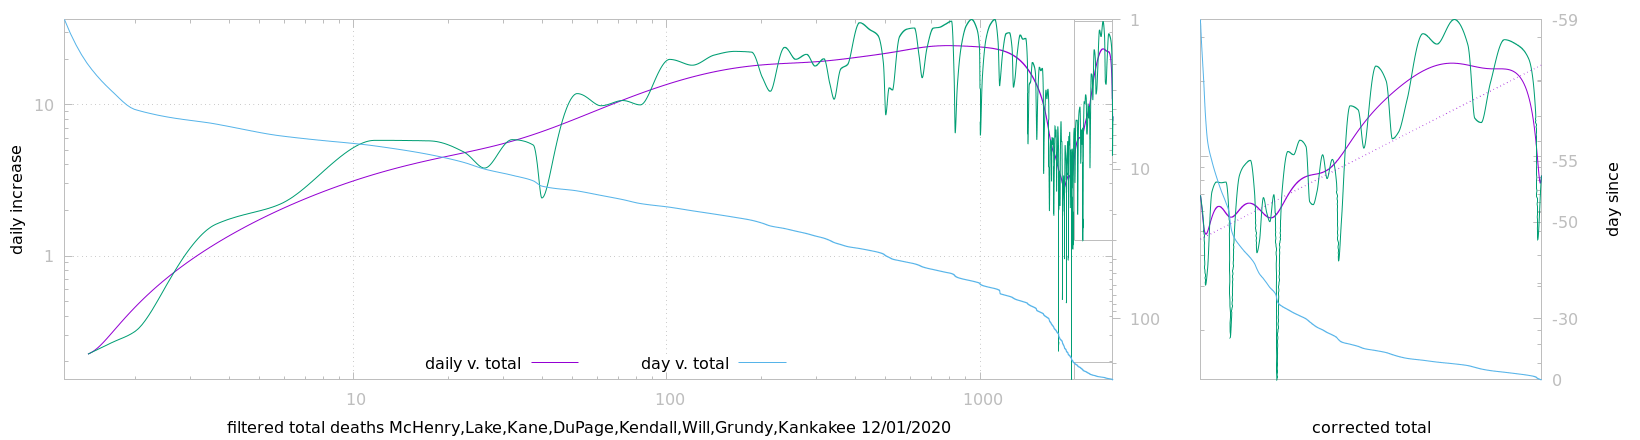 1 -59
10
daily increase
10 -55
-50
day since
1
100 -30
daily v. total day v. total
0
10 100 1000
filtered total deaths McHenry,Lake,Kane,DuPage,Kendall,Will,Grundy,Kankakee 12/01/2020 corrected total